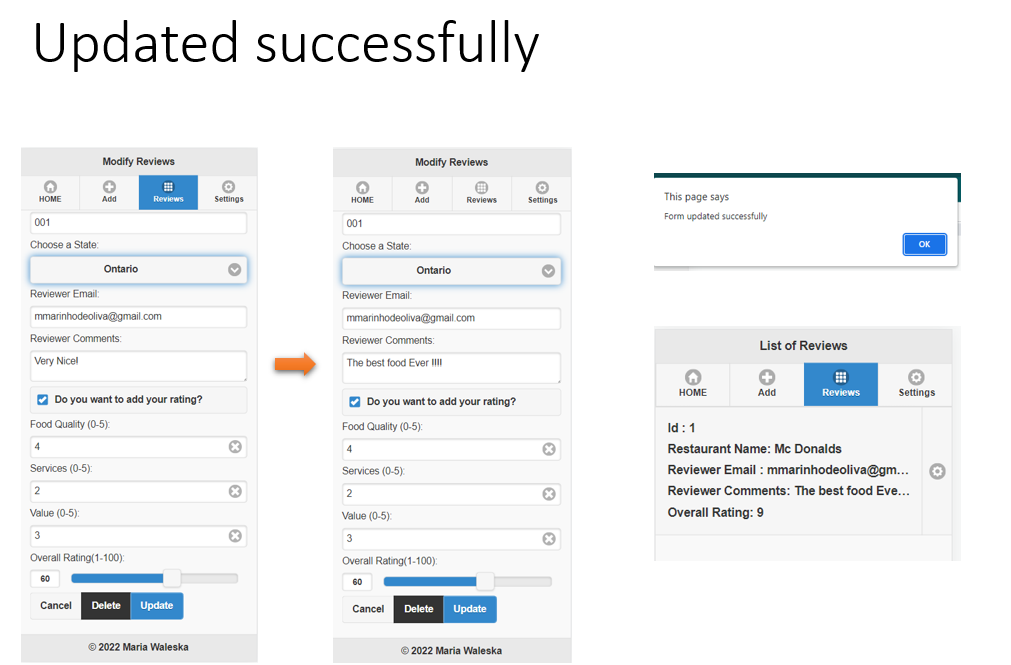 Updated successfully
Modify Reviews
HOME Add Reviews Settings
001
Choose a State:
Ontario
Reviewer Email:
mmarinhodeoliva@gmail.com
Reviewer Comments:
Very Nice!
Do you want to add your rating?
Food Quality (0-5):
4
Services (0-5):
2
Value (0-5):
3
Overall Rating(1-100):
60
Cancel Delete Update
© 2022 Maria Waleska
Modify Reviews
HOME Add Reviews Settings
001
Choose a State:
Ontario
Reviewer Email:
mmarinhodeoliva@gmail.com
Reviewer Comments:
The best food Ever !!!!
Do you want to add your rating?
Food Quality (0-5):
4
Services (0-5):
2
Value (0-5):
3
Overall Rating(1-100):
60
Cancel Delete Update
© 2022 Maria Waleska
This page says
Form updated successfully
OK
List of Reviews
HOME Add Reviews Settings
Id : 1
Restaurant Name: Mc Donalds
Reviewer Email : mmarinhodeoliva@gm...
Reviewer Comments: The best food Eve...
Overall Rating: 9